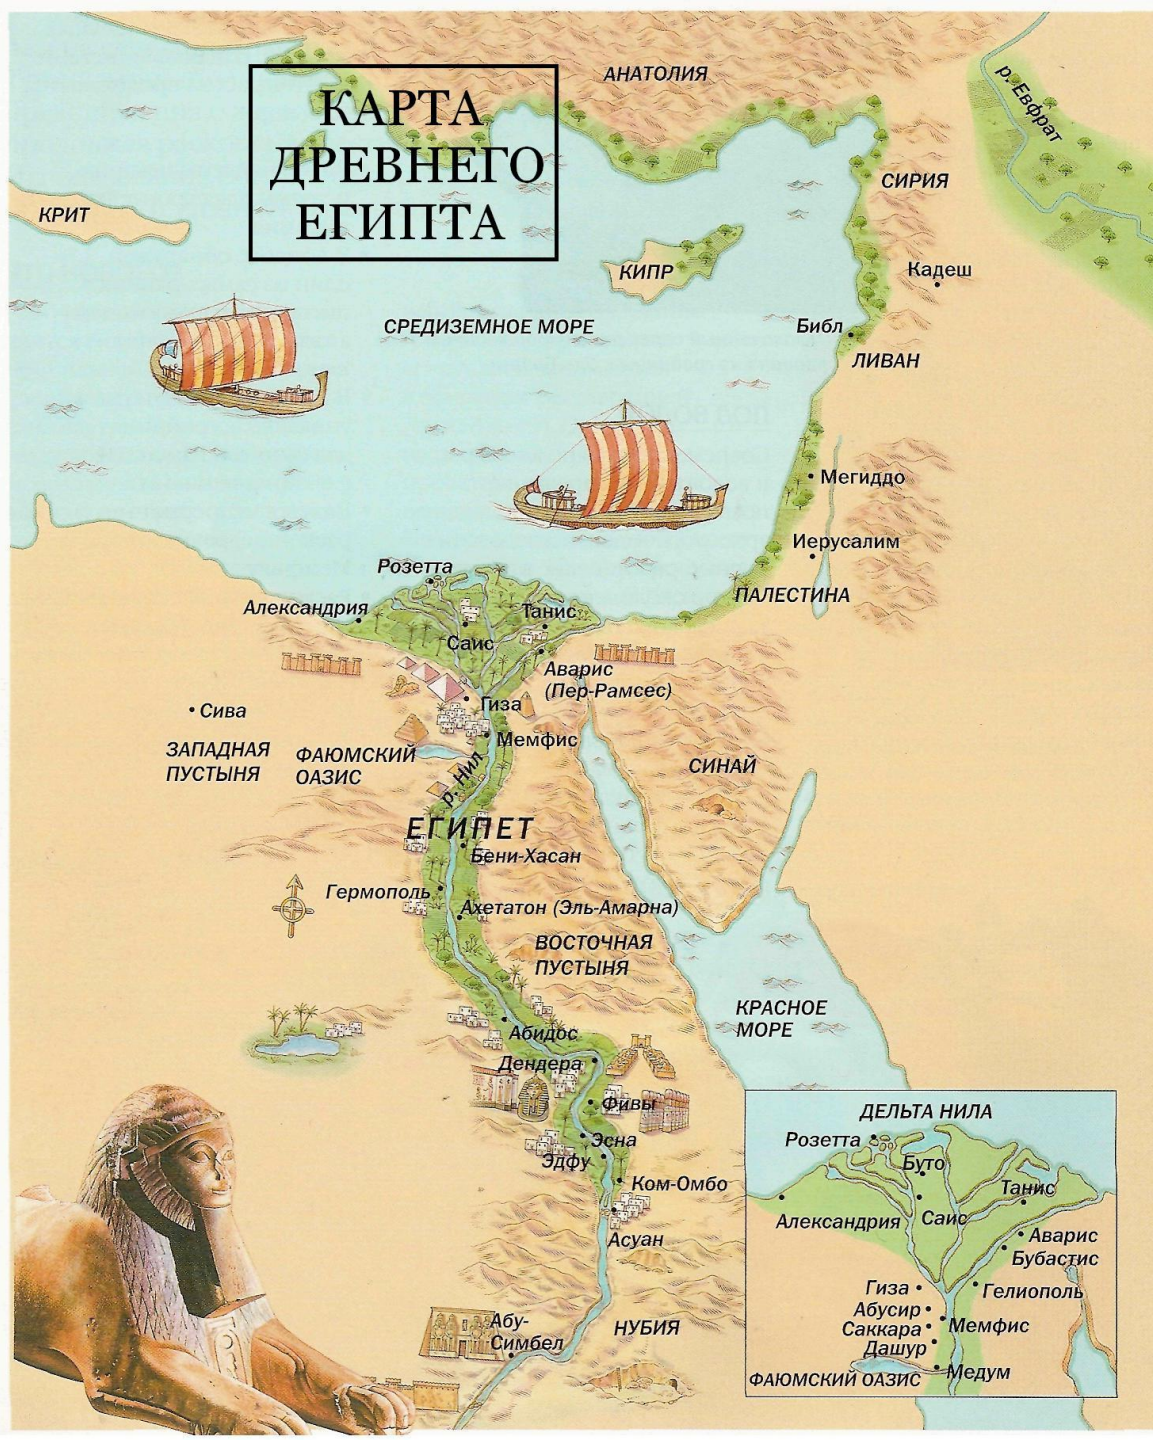 КАРТА
ДРЕВНЕГО
ЕГИПТА
АНАТОЛИЯ
р. Евфрат
СИРИЯ
КРИТ
КИПР
Кадеш
СРЕДИЗЕМНОЕ МОРЕ
Библ
ЛИВАН
Мегиддо
Иерусалим
ПАЛЕСТИНА
Розетта
Александрия
Танис
Саис
Аварис
(Пер-Рамсес)
Гиза
Сива
Мемфис
ЗАПАДНАЯ
ПУСТЫНЯ
ФАЮМСКИЙ
ОАЗИС
р. Нил
СИНАЙ
ЕГИПЕТ
Бени-Хасан
Гермополь
Ахетатон (Эль-Амарна)
ВОСТОЧНАЯ
ПУСТЫНЯ
КРАСНОЕ
МОРЕ
Абидос
Дендера
Фивы
Эсна
Эдфу
Ком-Омбо
Асуан
Абу-
Симбел
НУБИЯ
ДЕЛЬТА НИЛА
Розетта
Буто
Танис
Александрия
Саис
Аварис
Бубастис
Гиза
Гелиополь
Абусир
Саккара
Мемфис
Дашур
Медум
ФАЮМСКИЙ ОАЗИС